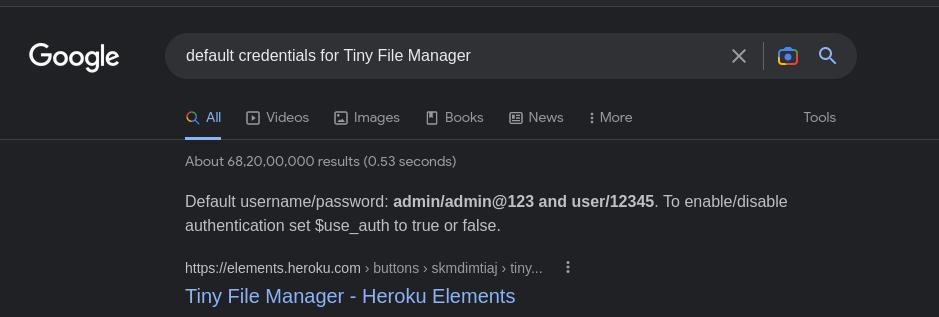 Google
default credentials for Tiny File Manager
All Videos Images Books News More Tools
About 68,20,00,000 results (0.53 seconds)
Default username/password: admin/admin@123 and user/12345. To enable/disable
authentication set $use_auth to true or false.
https://elements.heroku.com › buttons › skmdimtiaj › tiny...
Tiny File Manager - Heroku Elements